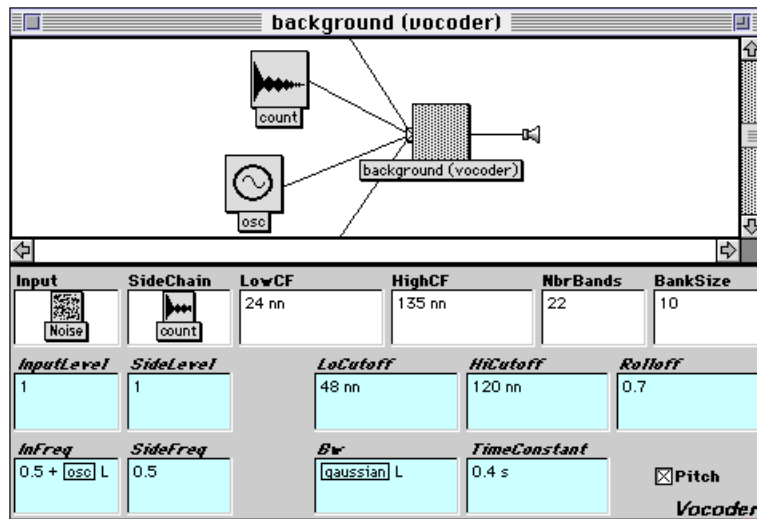 background (vocoder)
count
background (vocoder)
osc
Input SideChain LowCF HighCF NbrBands BankSize
Noise count 24 nn 135 nn 22 10
InputLevel SideLevel LoCutoff HiCutoff Rolloff
1 1 48 nn 120 nn 0.7
InFreq SideFreq Bw TimeConstant
0.5 + osc L 0.5 gaussian L 0.4 s
Pitch
Vocoder